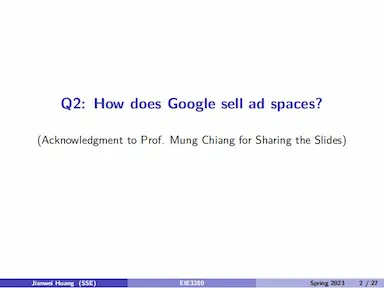 Q2: How does Google sell ad spaces?
(Acknowledgment to Prof. Mung Chiang for Sharing the Slides)
Jianwei Huang (SSE) EIE3280 Spring 2023 2 / 27